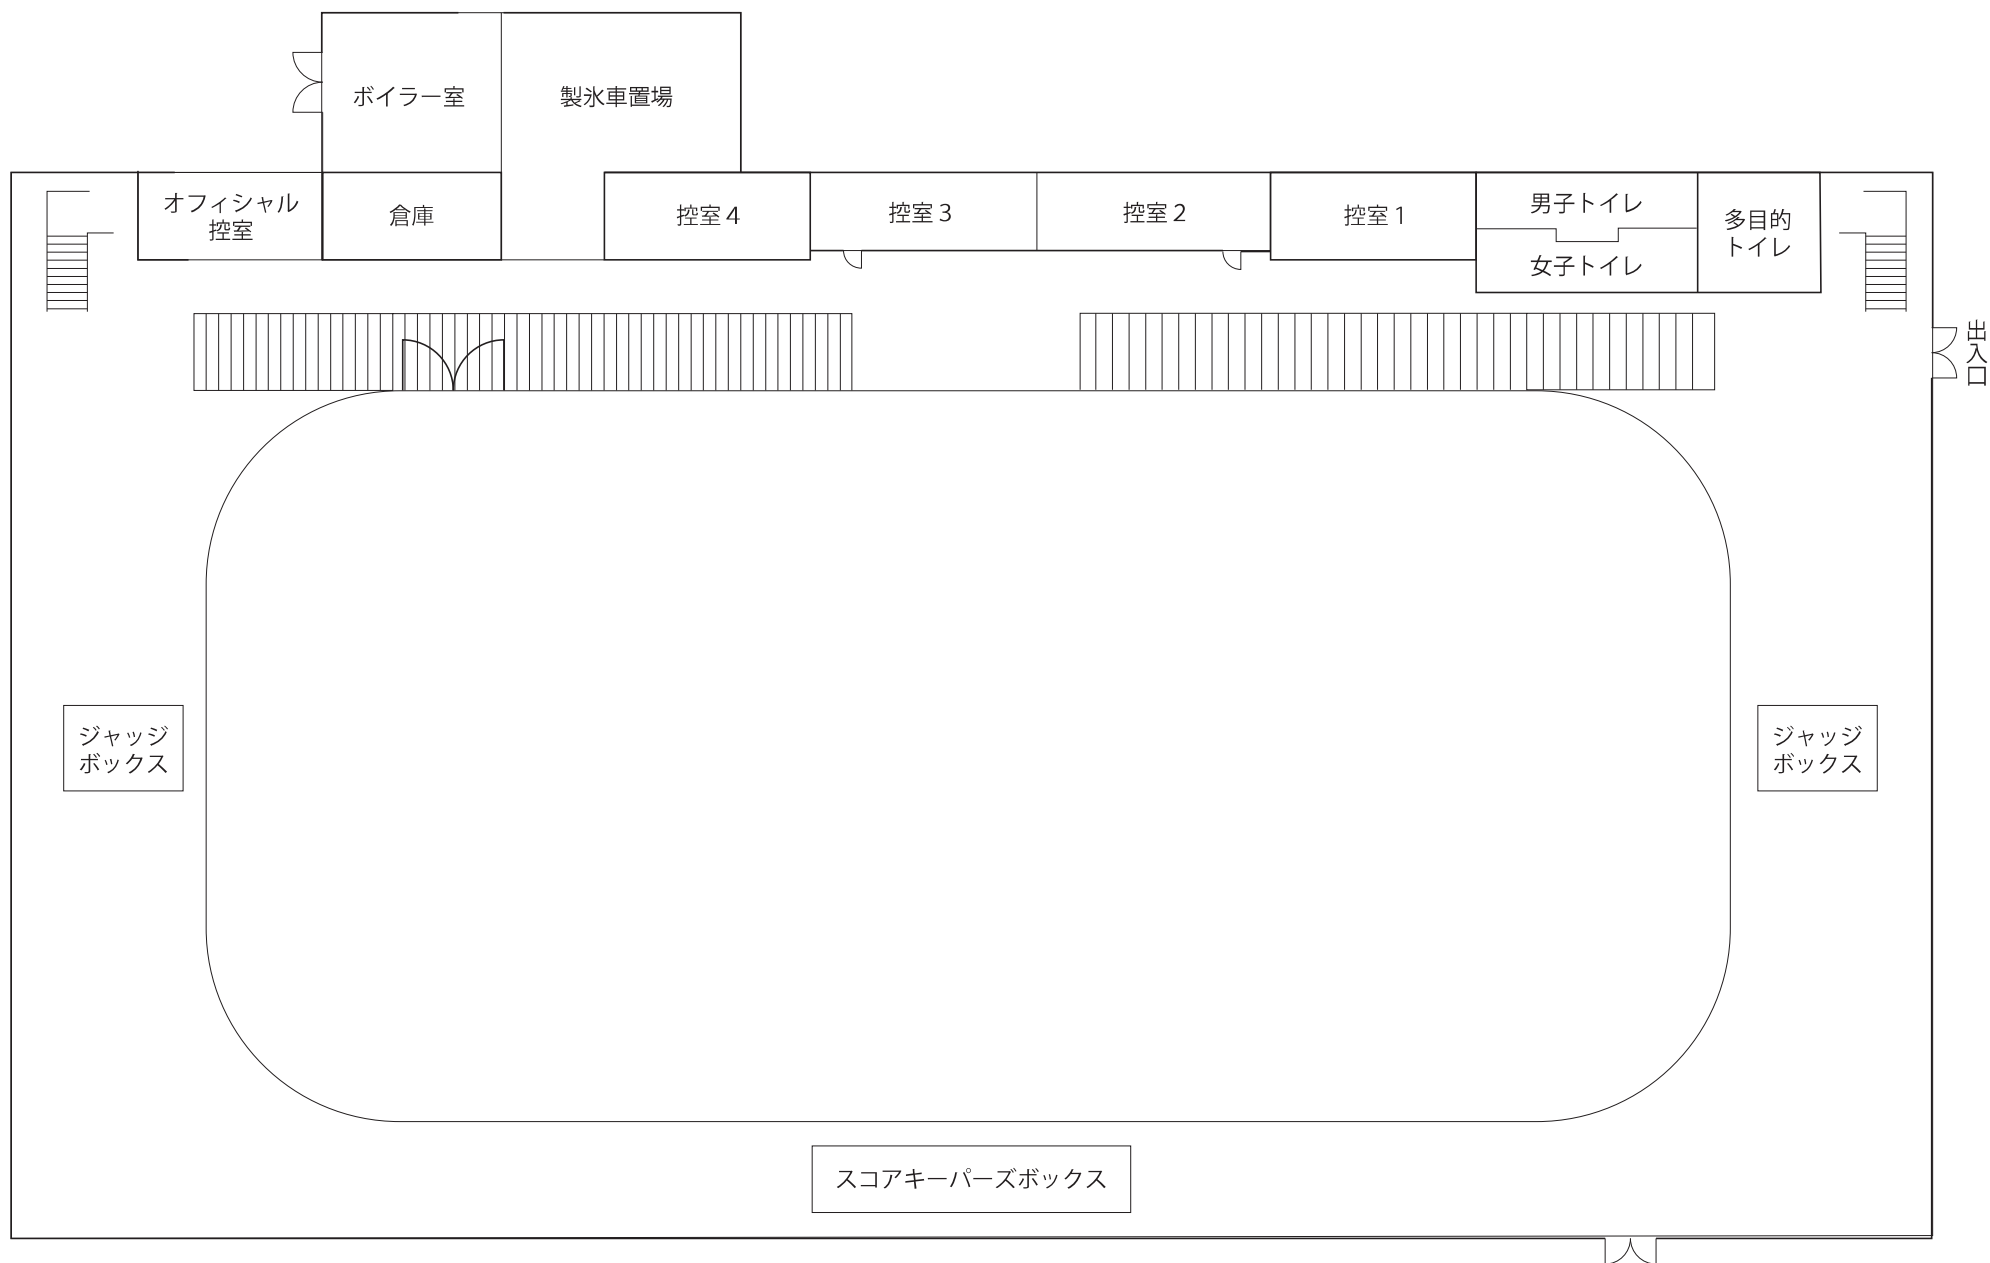 ボイラー室
製氷車置場
オフィシャル
控室
倉庫
控室4
控室3
控室2
控室1
男子トイレ
女子トイレ
多目的
トイレ
出入口
ジャッジ
ボックス
ジャッジ
ボックス
スコアキーパーズボックス